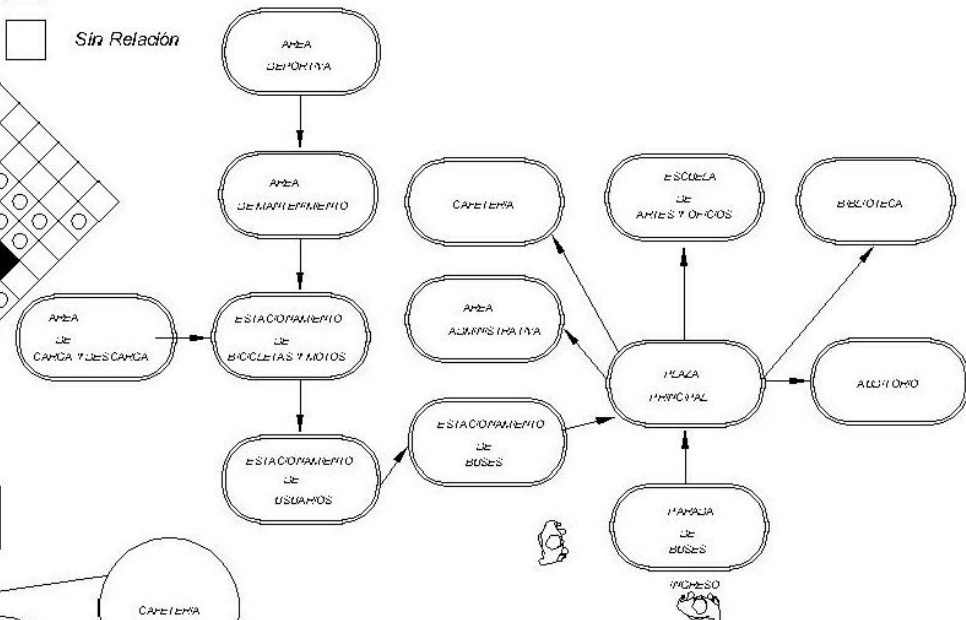 Sin Relación
AREA
DEPORTIVA
AREA
DE MANTENIMIENTO
CAFETERIA
ESCUELA
DE
ARTES Y OFICIOS
BIBLIOTECA
AREA
DE
CARGA Y DESCARGA
ESTACIONAMIENTO
DE
BICICLETAS Y MOTOS
AREA
ADMINISTRATIVA
PLAZA
PRINCIPAL
AUDITORIO
ESTACIONAMIENTO
DE
USUARIOS
ESTACIONAMIENTO
DE
BUSES
PARADA
DE
BUSES
INGRESO
CAFETERIA